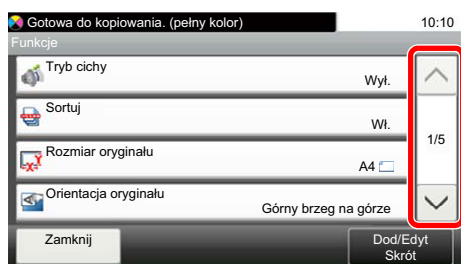 Gotowa do kopiowania. (pełny kolor) 10:10
Funkcje
Tryb cichy
Wył.
Sortuj
Wł.
1/5
Rozmiar oryginału
A4
Orientacja oryginału
Górny brzeg na górze
Zamknij
Dod/Edyt
Skrót